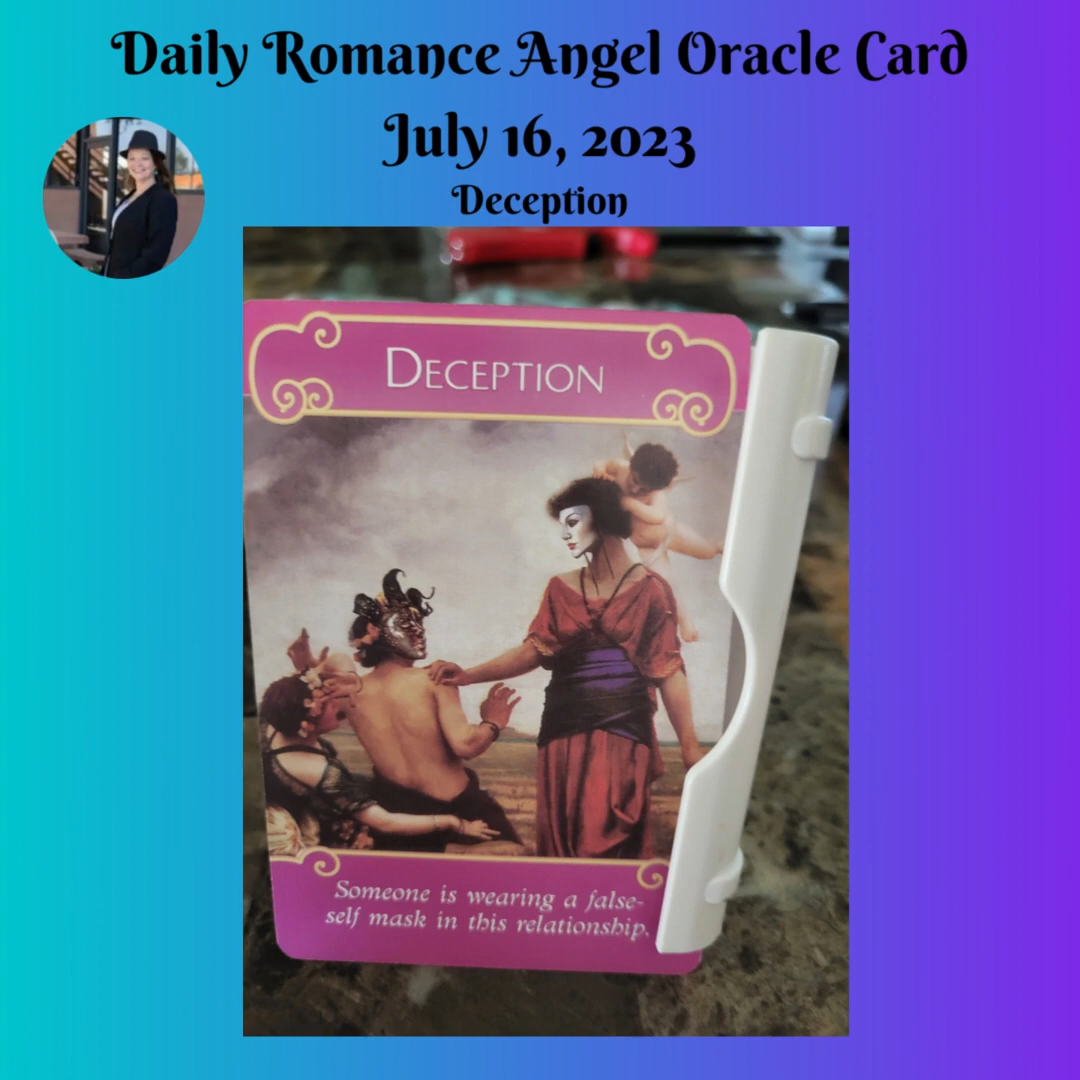 Daily Romance Angel Oracle Card
July 16, 2023
Deception
DECEPTION
Someone is wearing a false-
self mask in this relationship.